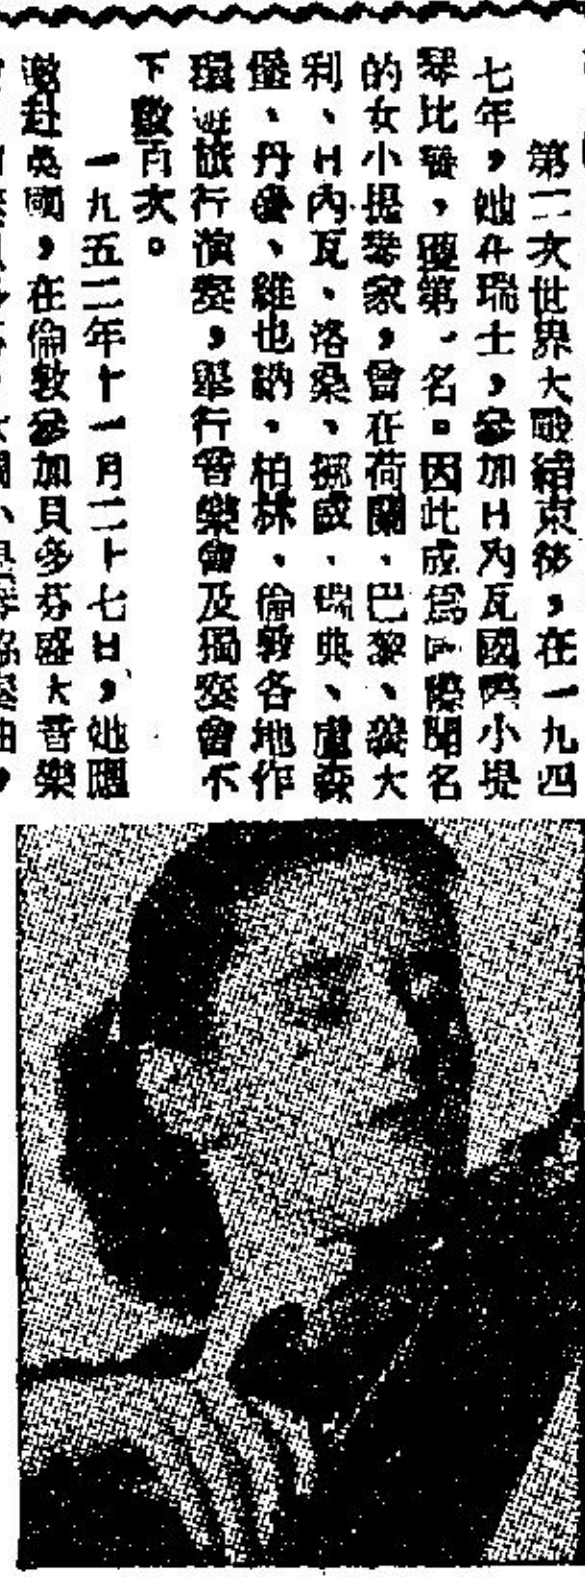 第二次世界大戰結束後，在一九四
七年，她在瑞士，參加日內瓦國際小提
琴比賽，獲第一名。因此成爲國際聞名
的女小提琴家，曾在荷蘭、巴黎、義大
利、日內瓦、洛桑、挪威、瑞典、盧森
堡、丹麥、維也納、柏林、倫敦各地作
環遊旅行演奏，舉行音樂會及獨奏會不
下數百次。
一九五二年十一月二十七日，她應
邀赴英國，在倫敦參加貝多芬盛大音樂